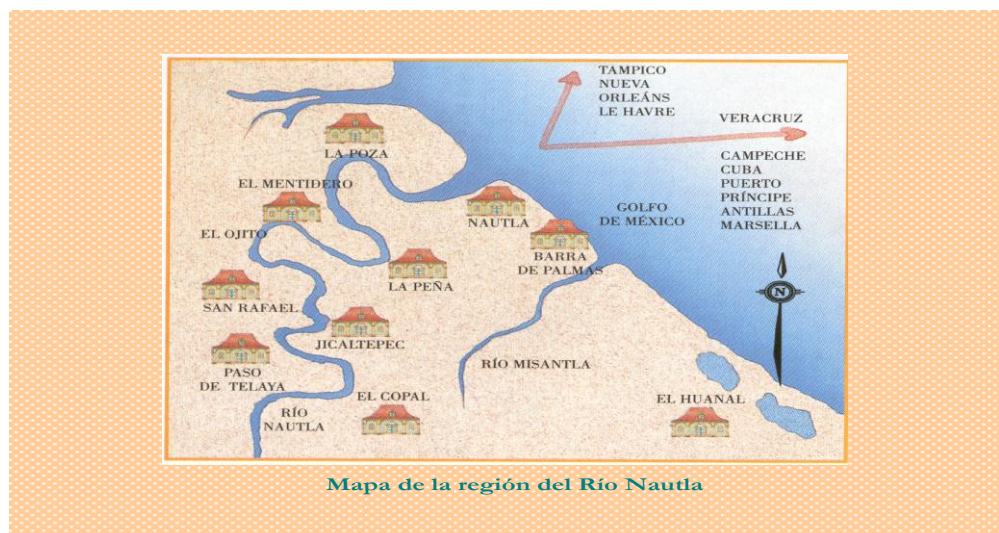 TAMPICO
NUEVA
ORLEÁNS
LE HAVRE
VERACRUZ
CAMPECHE
CUBA
PUERTO
PRÍNCIPE
ANTILLAS
MARSELLA
LA POZA
EL MENTIDERO
NAUTLA
GOLFO
DE MÉXICO
EL OJITO
BARRA
DE PALMAS
LA PEÑA
N
SAN RAFAEL
JICALTEPEC
RÍO MISANTLA
PASO
DE TELAYA
EL COPAL
EL HUANAL
RÍO
NAUTLA
Mapa de la región del Río Nautla